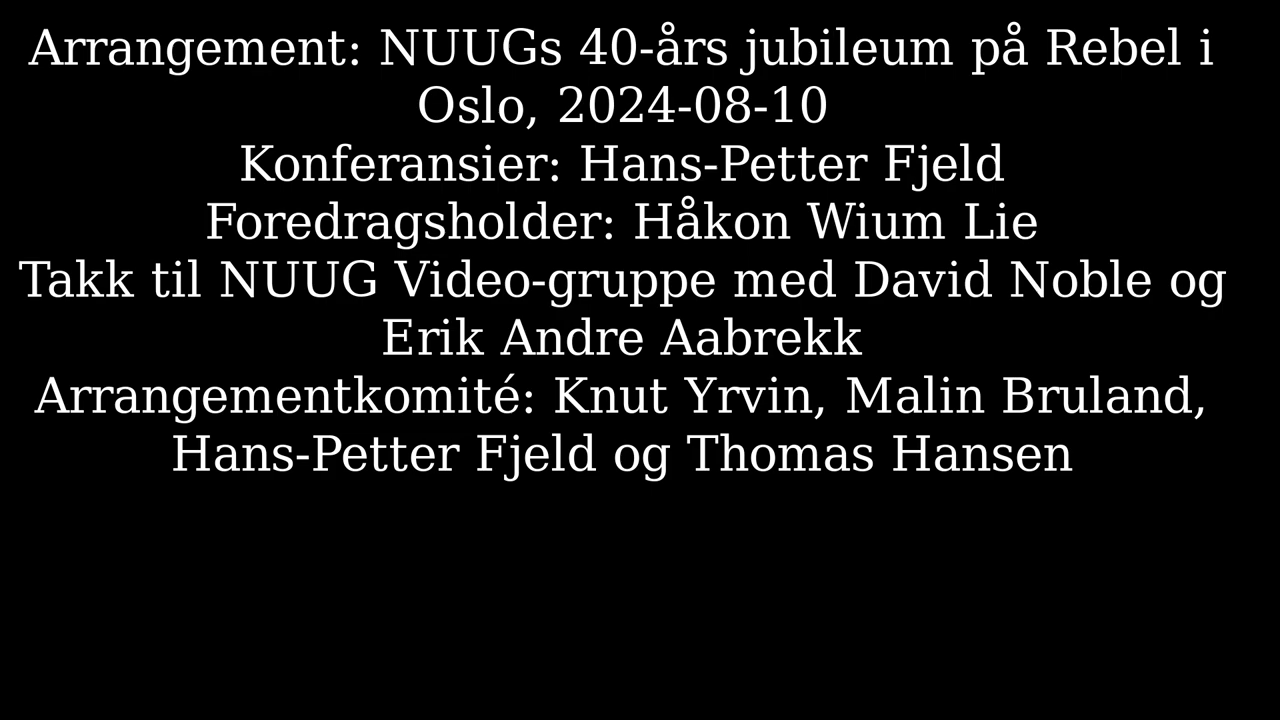 Arrangement: NUUGs 40-års jubileum på Rebel i
Oslo, 2024-08-10
Konferansier: Hans-Petter Fjeld
Foredragsholder: Håkon Wium Lie
Takk til NUUG Video-gruppe med David Noble og
Erik Andre Aabrekk
Arrangementkomité: Knut Yrvin, Malin Bruland,
Hans-Petter Fjeld og Thomas Hansen